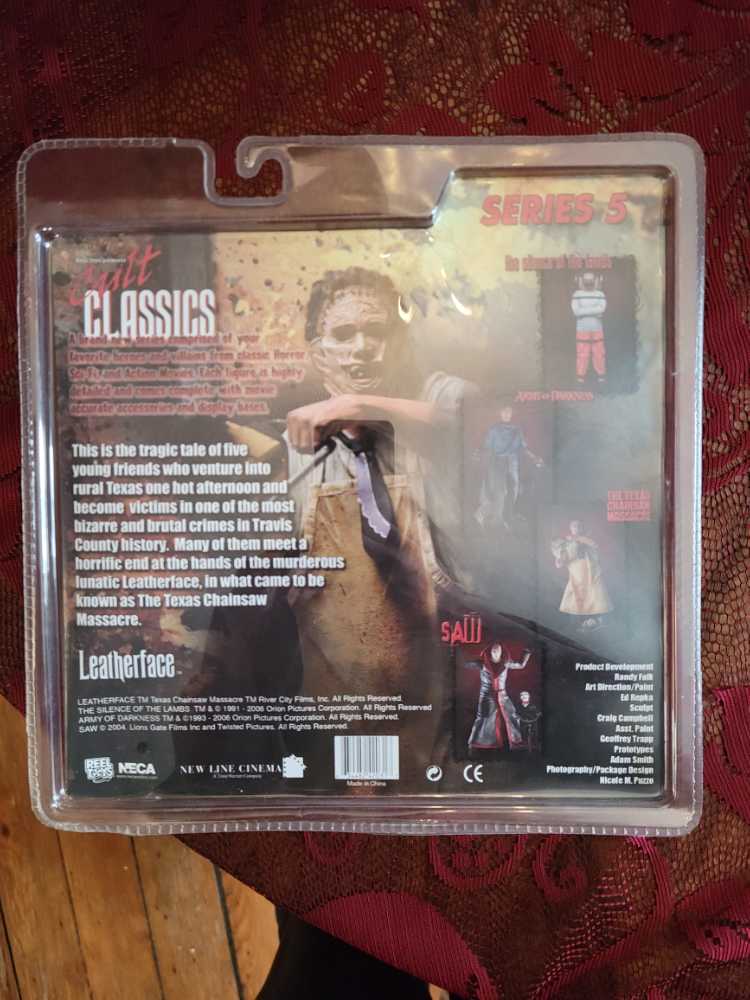 SERIES 5
Cult
CLASSICS
A brand new series comprised of your
favorite heroes and villains from classic Horror
Sci-Fi and Action Movies. Each figure is highly
detailed and comes complete with movie
accurate accessories and display bases.
the silence of the lambs
ARMY OF DARKNESS
This is the tragic tale of five
young friends who venture into
rural Texas one hot afternoon and
become victims in one of the most
bizarre and brutal crimes in Travis
County history. Many of them meet a
horrific end at the hands of the murderous
lunatic Leatherface, in what came to be
known as The Texas Chainsaw
Massacre.
THE TEXAS
CHAINSAW
MASSACRE
SAW
Leatherface™
LEATHERFACE TM Texas Chainsaw Massacre TM River City Films, Inc. All Rights Reserved.
THE SILENCE OF THE LAMBS TM & © 1991 - 2006 Orion Pictures Corporation. All Rights Reserved
ARMY OF DARKNESS TM & ©1993 - 2006 Orion Pictures Corporation. All Rights Reserved.
SAW © 2004. Lions Gate Films Inc and Twisted Pictures. All Rights Reserved.
Product Development
Randy Falk
Art Direction/Paint
Ed Repka
Sculpt
Craig Campbell
Asst. Paint
Geoffrey Trapp
Prototypes
Adam Smith
Photography/Package Design
Nicole M. Puzzo
REEL
TOYS
NECA
NEW LINE CINEMA
A Time Warner Company
Made in China
CE